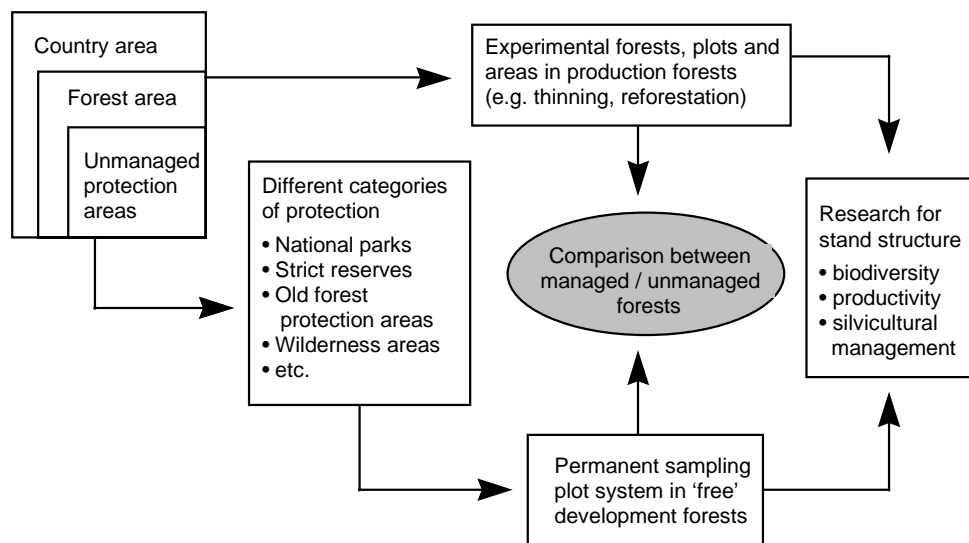 Country area
Forest area
Unmanaged
protection
areas
Experimental forests, plots and
areas in production forests
(e.g. thinning, reforestation)
Different categories
of protection
• National parks
• Strict reserves
• Old forest
protection areas
• Wilderness areas
• etc.
Comparison between
managed / unmanaged
forests
Research for
stand structure
• biodiversity
• productivity
• silvicultural
management
Permanent sampling
plot system in ‘free’
development forests